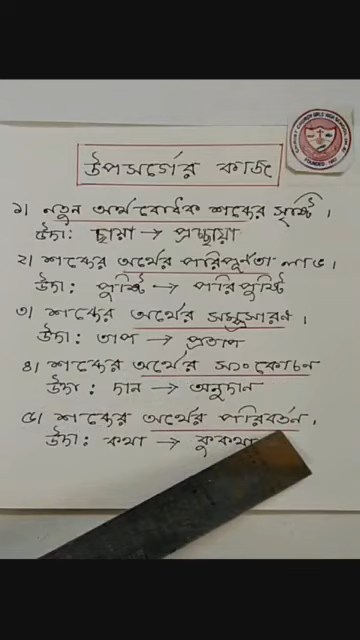 উপসর্গের কাজ
১। নতুন অর্থবোধক শব্দের সৃষ্টি।
উদা: ছায়া → প্রচ্ছায়া
২। শব্দের অর্থের পরিপূর্ণতা লাভ।
উদা: পুষ্টি → পরিপুষ্টি
৩। শব্দের অর্থের সম্প্রসারণ।
উদা: তাপ → প্রতাপ
৪। শব্দের অর্থের সংকোচন
উদা: দান → অনুদান
৫। শব্দের অর্থের পরিবর্তন।
উদা: কথা → কুকথা